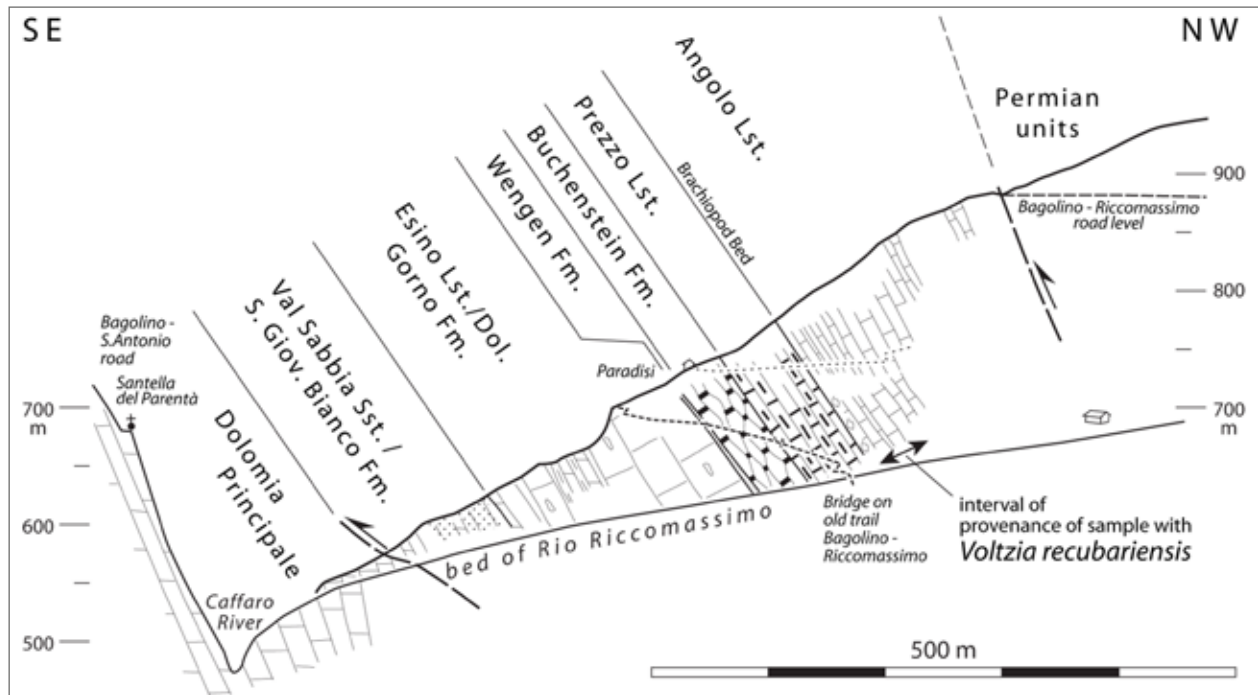 SE
NW
Angolo Lst.
Prezzo Lst.
Buchenstein Fm.
Wengen Fm.
Esino Lst./Dol.
Gorno Fm.
Val Sabbia Sst./
S. Giov. Bianco Fm.
Dolomia
Principale
Brachiopod Bed
Permian
units
900
Bagolino - Riccomassimo
road level
800
700
m
Bagolino -
S.Antonio
road
Santella
del Parentà
700
m
600
500
Paradisi
Caffaro
River
bed of Rio Riccomassimo
Bridge on
old trail
Bagolino -
Riccomassimo
interval of
provenance of sample with
Voltzia recubariensis
500 m